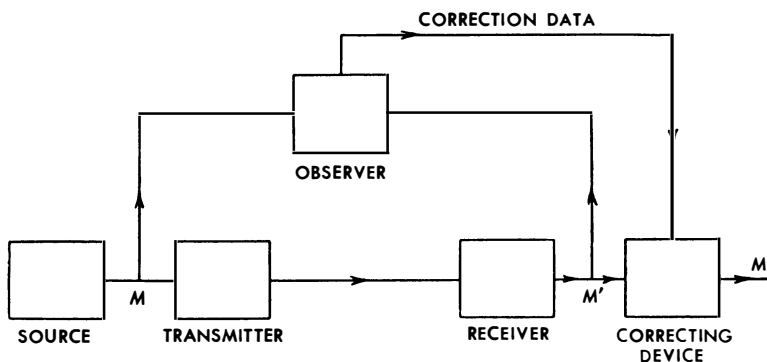 CORRECTION DATA
OBSERVER
M
M'
M
SOURCE
TRANSMITTER
RECEIVER
CORRECTING
DEVICE